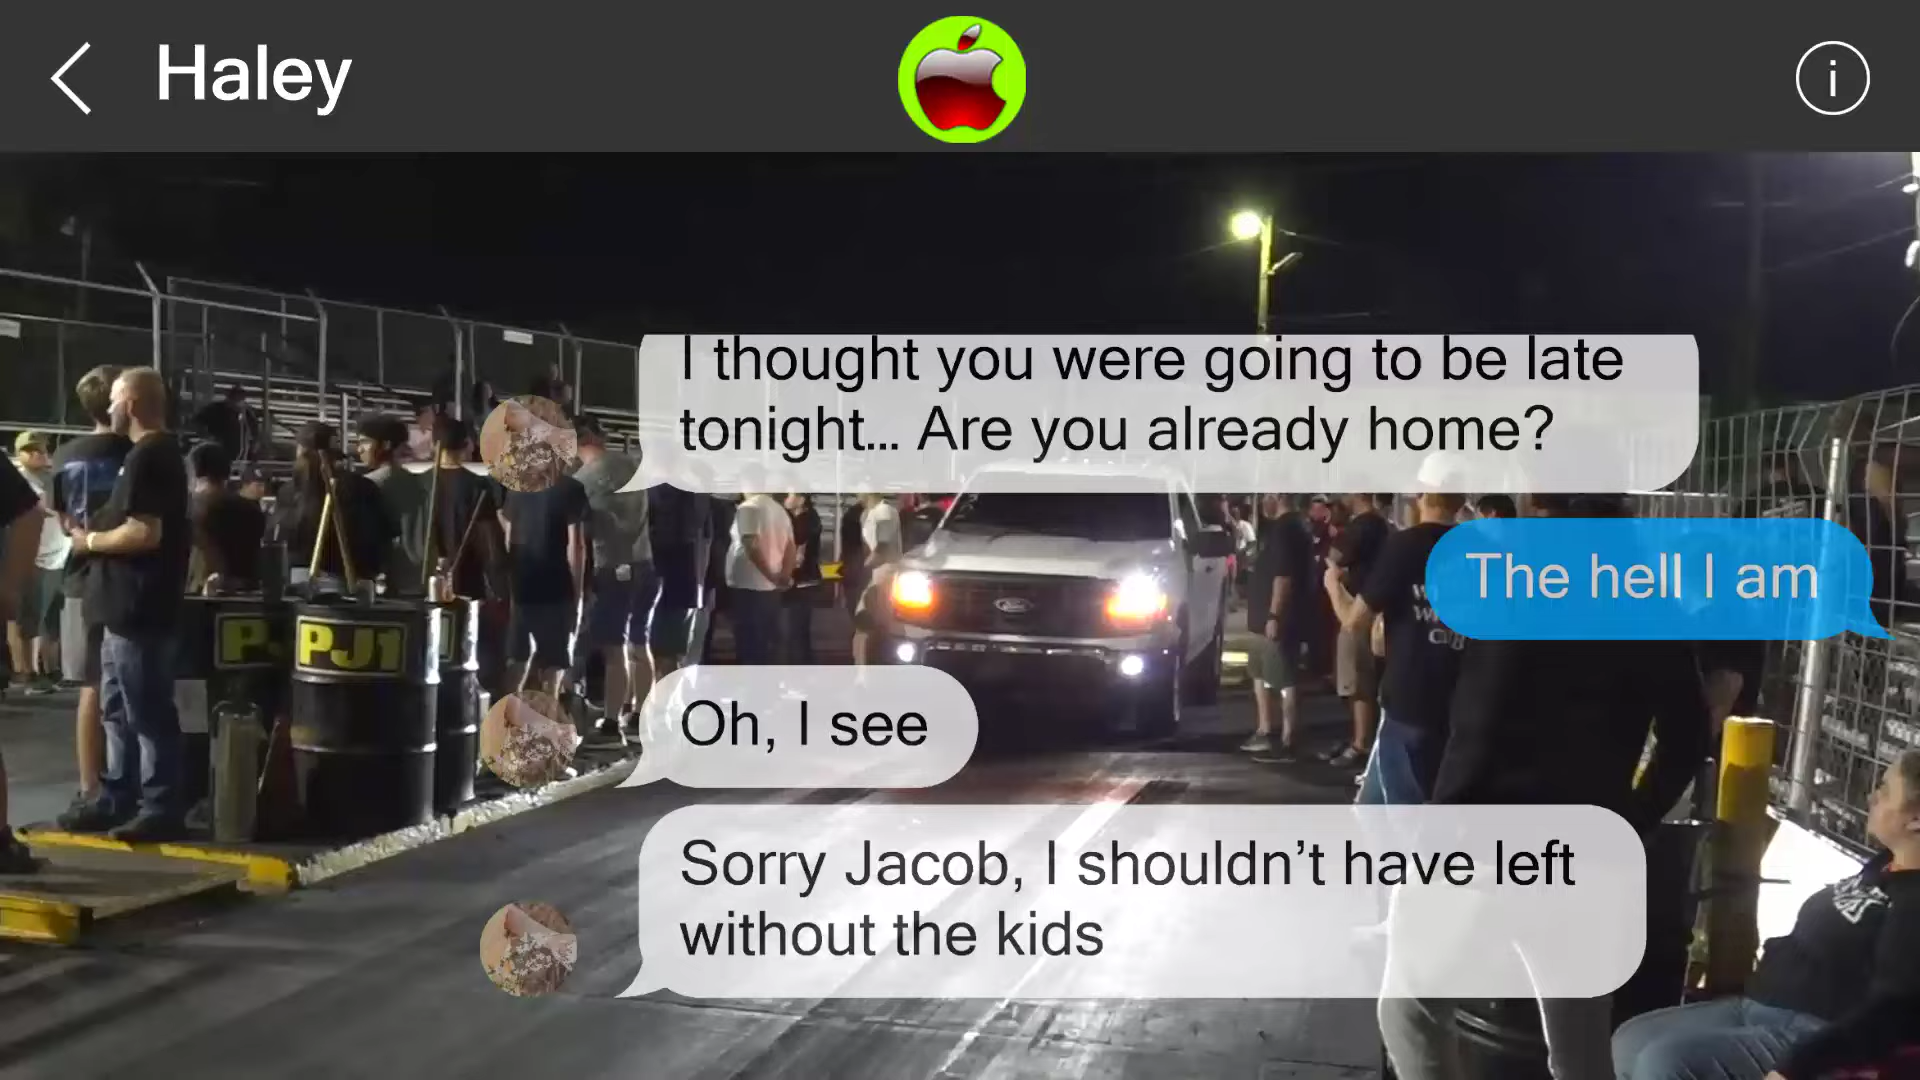 Haley
I thought you were going to be late
tonight... Are you already home?
The hell I am
Oh, I see
Sorry Jacob, I shouldn't have left
without the kids
PJ1